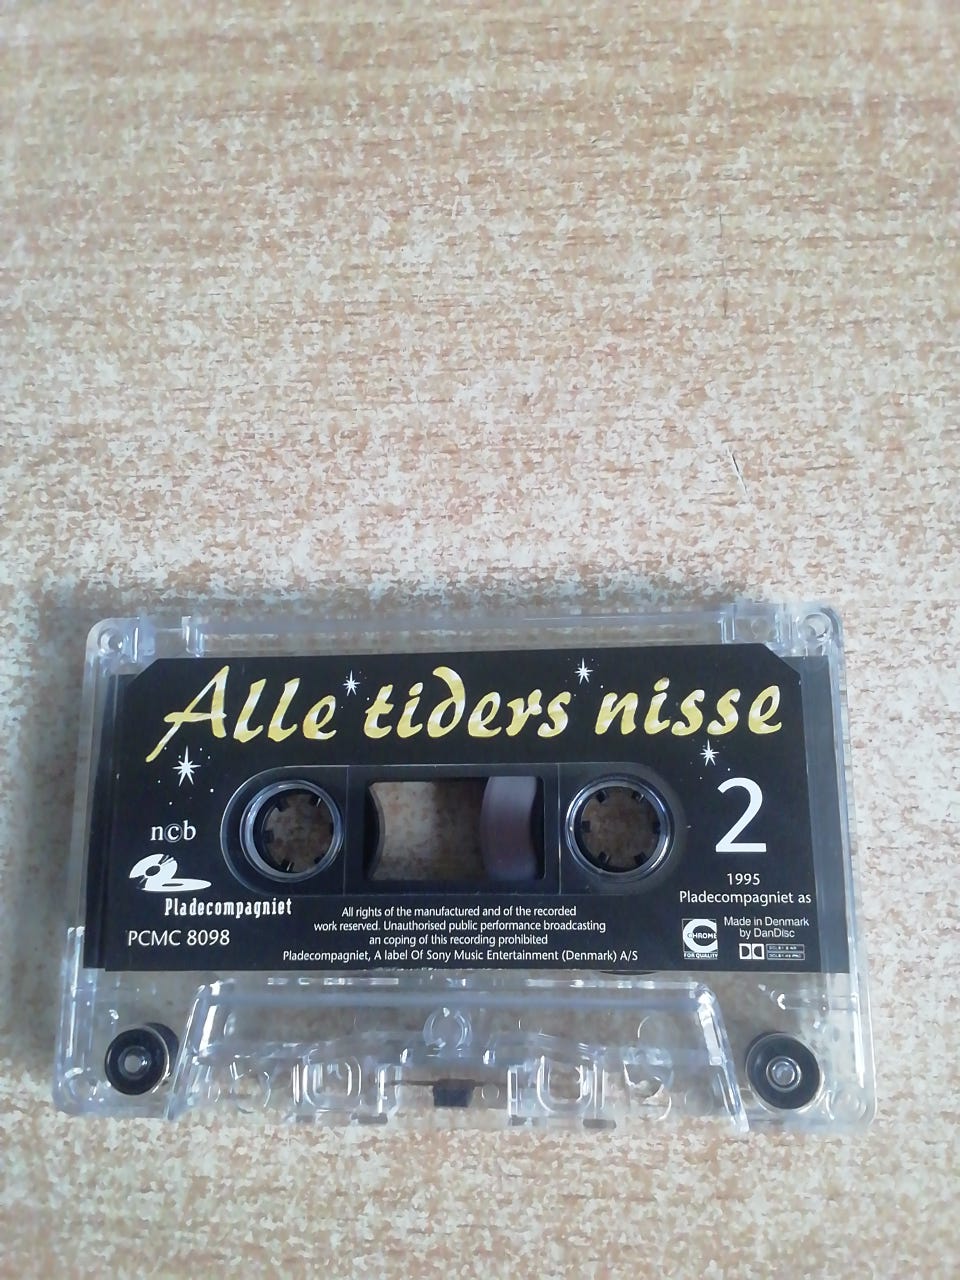 Alle tiders nisse
2
ncb
Pladecompagniet
PCMC 8098
All rights of the manufactured and of the recorded
work reserved. Unauthorised public performance broadcasting
an coping of this recording prohibited
Pladecompagniet, A label Of Sony Music Entertainment (Denmark) A/S
1995
Pladecompagniet as
CHROME
FOR QUALITY
Made in Denmark
by DanDisc